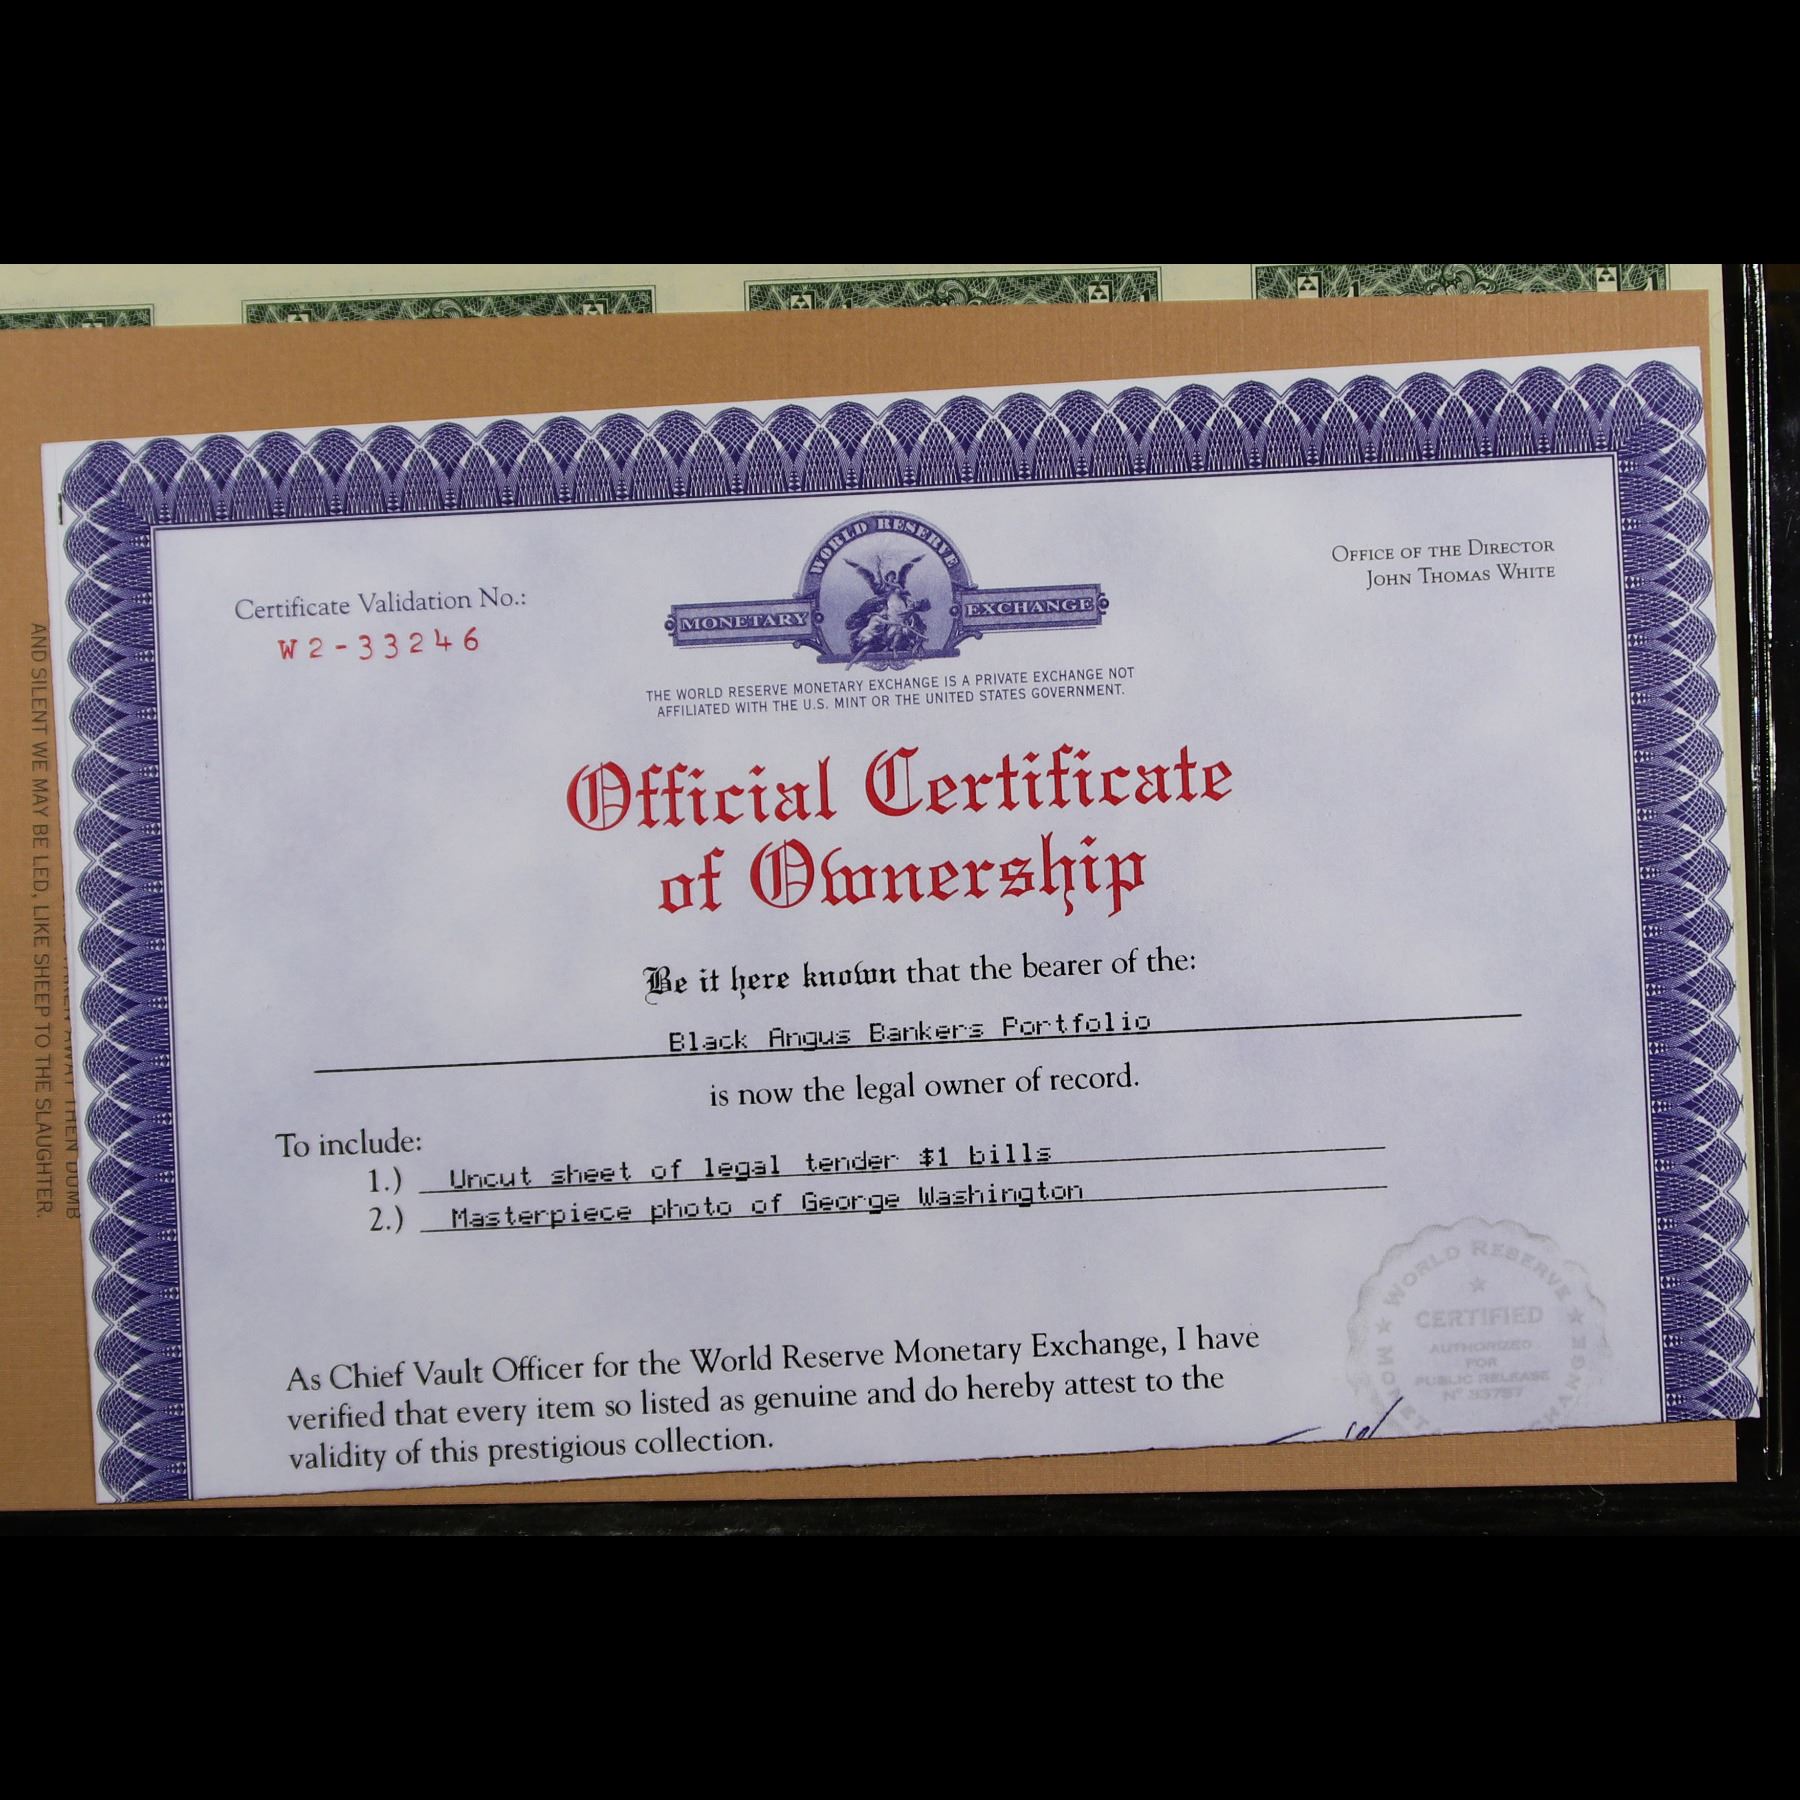 Certificate Validation No.:
W2-33246
WORLD RESERVE
MONETARY EXCHANGE
THE WORLD RESERVE MONETARY EXCHANGE IS A PRIVATE EXCHANGE NOT
AFFILIATED WITH THE U.S. MINT OR THE UNITED STATES GOVERNMENT.
OFFICE OF THE DIRECTOR
JOHN THOMAS WHITE
Official Certificate
of Ownership
Be it here known that the bearer of the:
Black Angus Bankers Portfolio
is now the legal owner of record.
To include:
1.) Uncut sheet of legal tender $1 bills
2.) Masterpiece photo of George Washington
As Chief Vault Officer for the World Reserve Monetary Exchange, I have
verified that every item so listed as genuine and do hereby attest to the
validity of this prestigious collection.
WORLD RESERVE
CERTIFIED
AUTHORIZED
FOR
PUBLIC RELEASE
AWAY THEN DUMB
AND SILENT WE MAY BE LED, LIKE SHEEP TO THE SLAUGHTER.